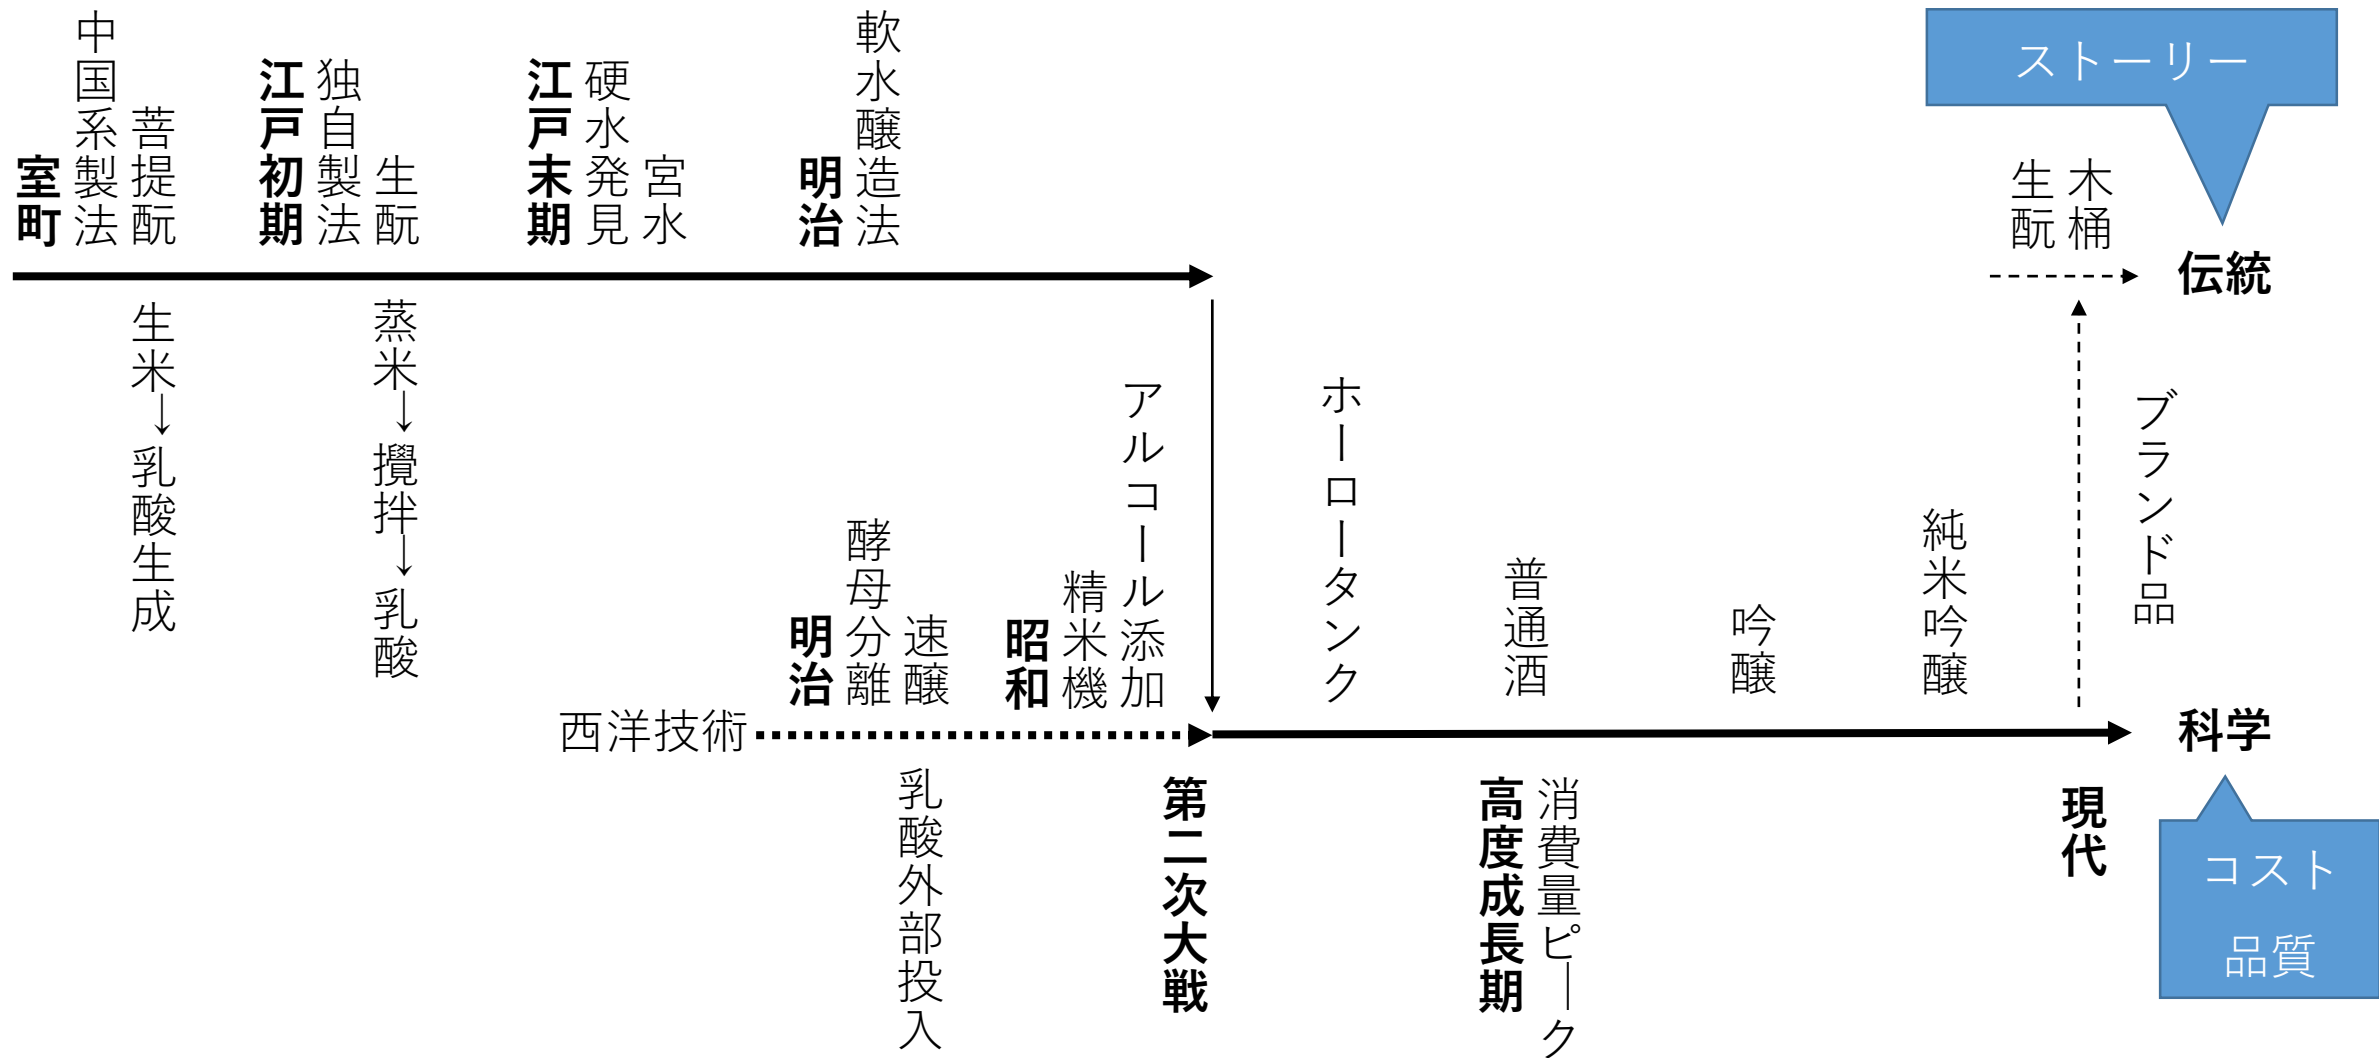 室町
中国系製法
菩提酛
江戸初期
独自製法
生酛
江戸末期
硬水発見
宮水
明治
軟水醸造法
ストーリー
生酛
木桶
伝統
生米→乳酸生成
蒸米→攪拌→乳酸
西洋技術
明治
酵母分離
速醸
昭和
精米機
アルコール添加
ホーロータンク
普通酒
吟醸
純米吟醸
ブランド品
科学
乳酸外部投入
第二次大戦
高度成長期
消費量ピーク
現代
コスト
品質